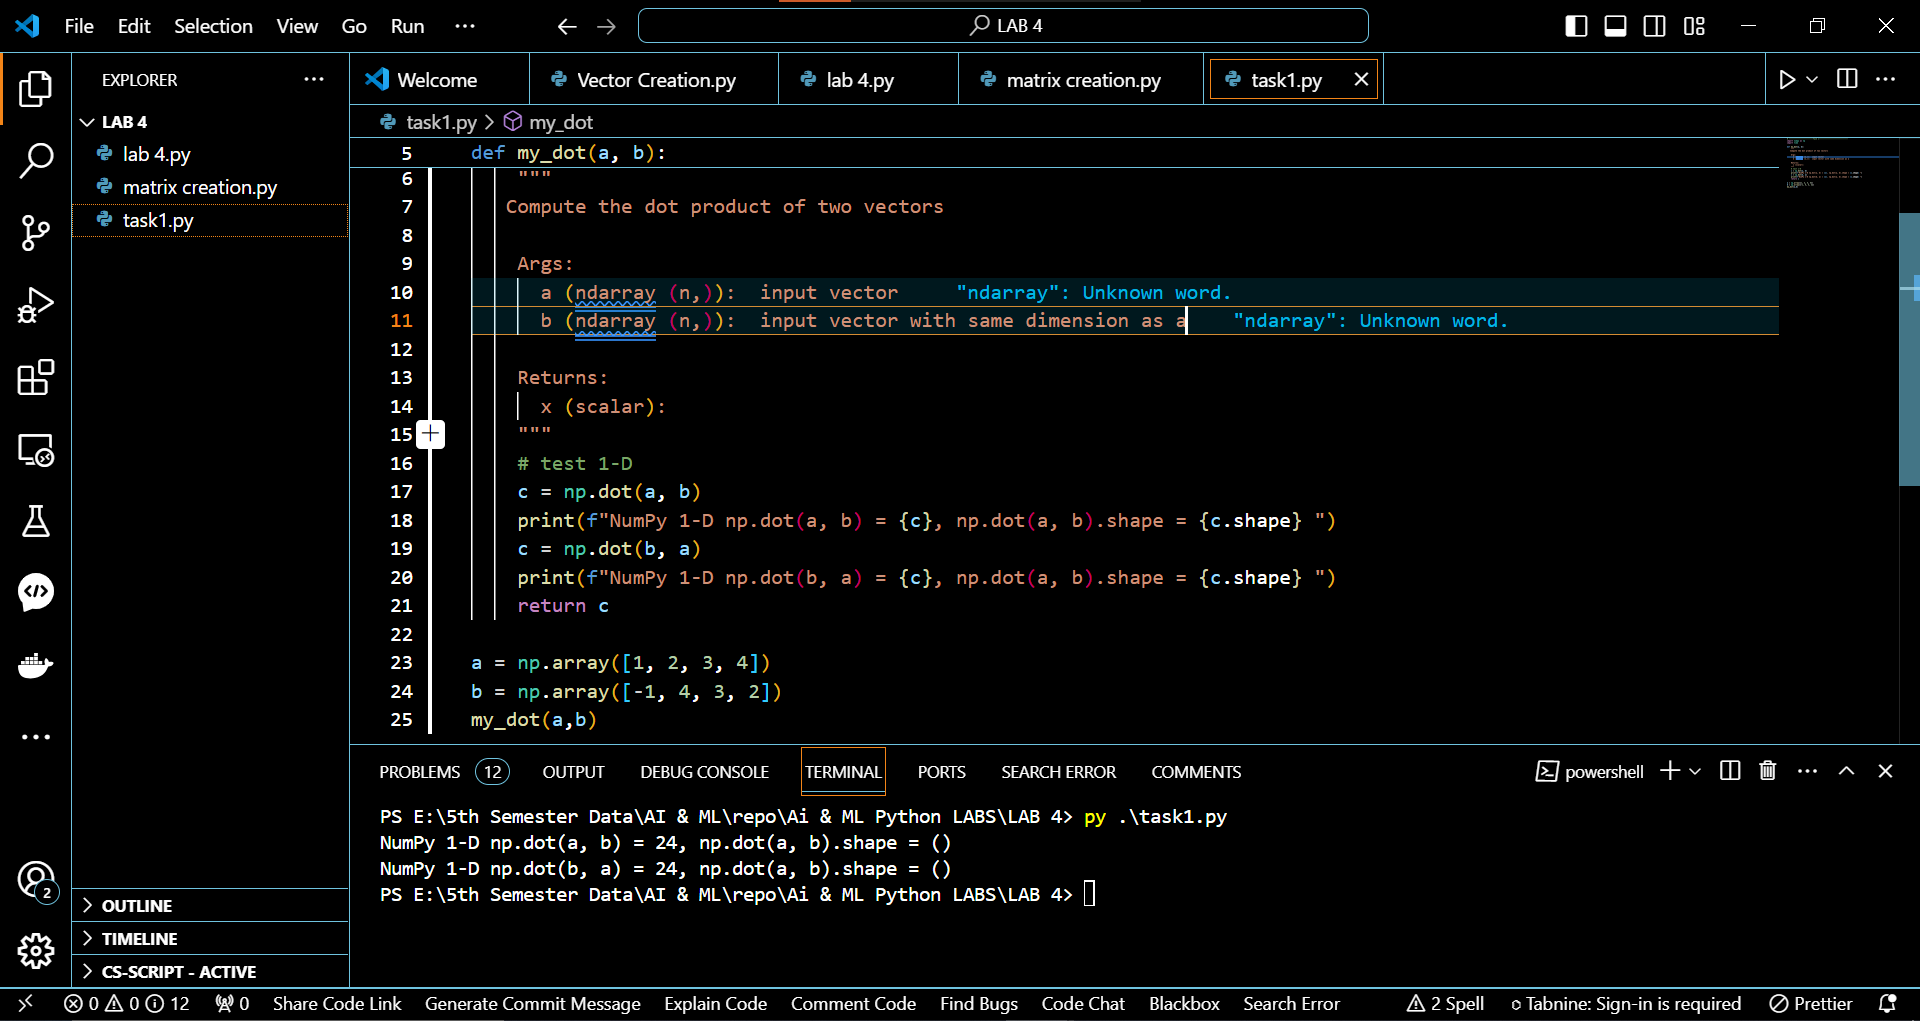 File Edit Selection View Go Run ...
LAB 4
EXPLORER ...
Welcome
Vector Creation.py
lab 4.py
matrix creation.py
task1.py
LAB 4
lab 4.py
matrix creation.py
task1.py
OUTLINE
TIMELINE
CS-SCRIPT - ACTIVE
2
task1.py > my_dot
5 def my_dot(a, b):
6 """
7 Compute the dot product of two vectors
8
9 Args:
10 a (ndarray (n,)):  input vector "ndarray": Unknown word.
11 b (ndarray (n,)):  input vector with same dimension as a "ndarray": Unknown word.
12
13 Returns:
14 x (scalar):
15 """
16 # test 1-D
17 c = np.dot(a, b)
18 print(f"NumPy 1-D np.dot(a, b) = {c}, np.dot(a, b).shape = {c.shape} ")
19 c = np.dot(b, a)
20 print(f"NumPy 1-D np.dot(b, a) = {c}, np.dot(a, b).shape = {c.shape} ")
21 return c
22
23 a = np.array([1, 2, 3, 4])
24 b = np.array([-1, 4, 3, 2])
25 my_dot(a,b)
PROBLEMS 12 OUTPUT DEBUG CONSOLE TERMINAL PORTS SEARCH ERROR COMMENTS powershell
PS E:\5th Semester Data\AI & ML\repo\Ai & ML Python LABS\LAB 4> py .\task1.py
NumPy 1-D np.dot(a, b) = 24, np.dot(a, b).shape = ()
NumPy 1-D np.dot(b, a) = 24, np.dot(a, b).shape = ()
PS E:\5th Semester Data\AI & ML\repo\Ai & ML Python LABS\LAB 4>
0 0 12 0 Share Code Link Generate Commit Message Explain Code Comment Code Find Bugs Code Chat Blackbox Search Error 2 Spell Tabnine: Sign-in is required Prettier